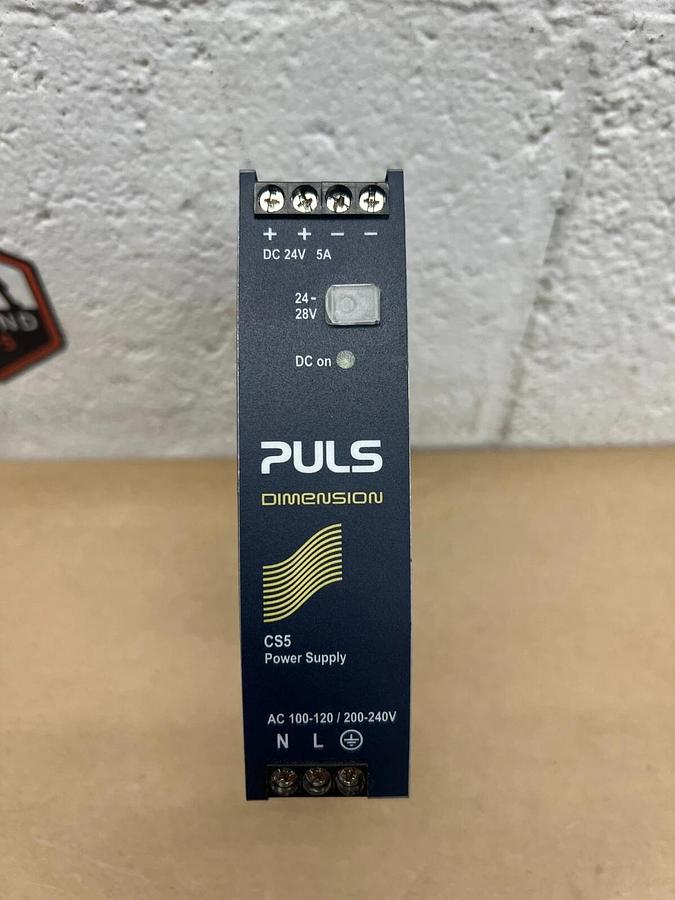 + + − −
DC 24V 5A
24-
28V
DC on
PULS
DIMENSION
CS5
Power Supply
AC 100-120 / 200-240V
N L